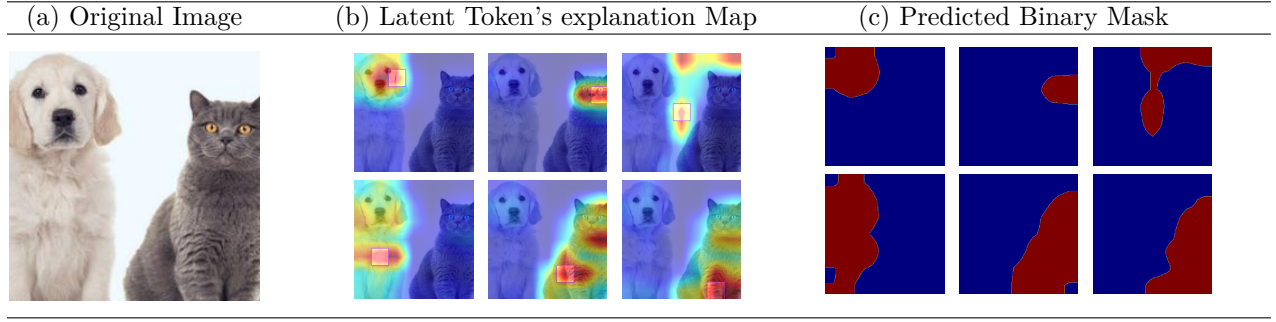 (a) Original Image
(b) Latent Token's explanation Map
(c) Predicted Binary Mask